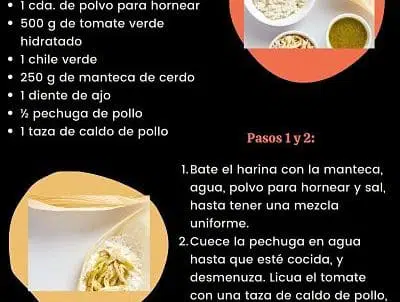 • 1 cda. de polvo para hornear
• 500 g de tomate verde
hidratado
• 1 chile verde
• 250 g de manteca de cerdo
• 1 diente de ajo
• ½ pechuga de pollo
• 1 taza de caldo de pollo
Pasos 1 y 2:
1. Bate el harina con la manteca,
agua, polvo para hornear y sal,
hasta tener una mezcla
uniforme.
2. Cuece la pechuga en agua
hasta que esté cocida, y
desmenuza. Licua el tomate
con una taza de caldo de pollo,